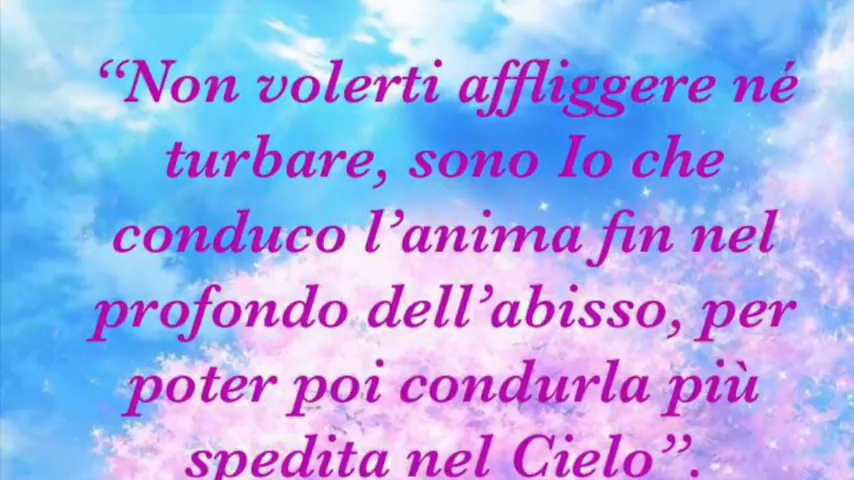 “Non volerti affliggere né
turbare, sono Io che
conduco l’anima fin nel
profondo dell’abisso, per
poter poi condurla più
spedita nel Cielo”.